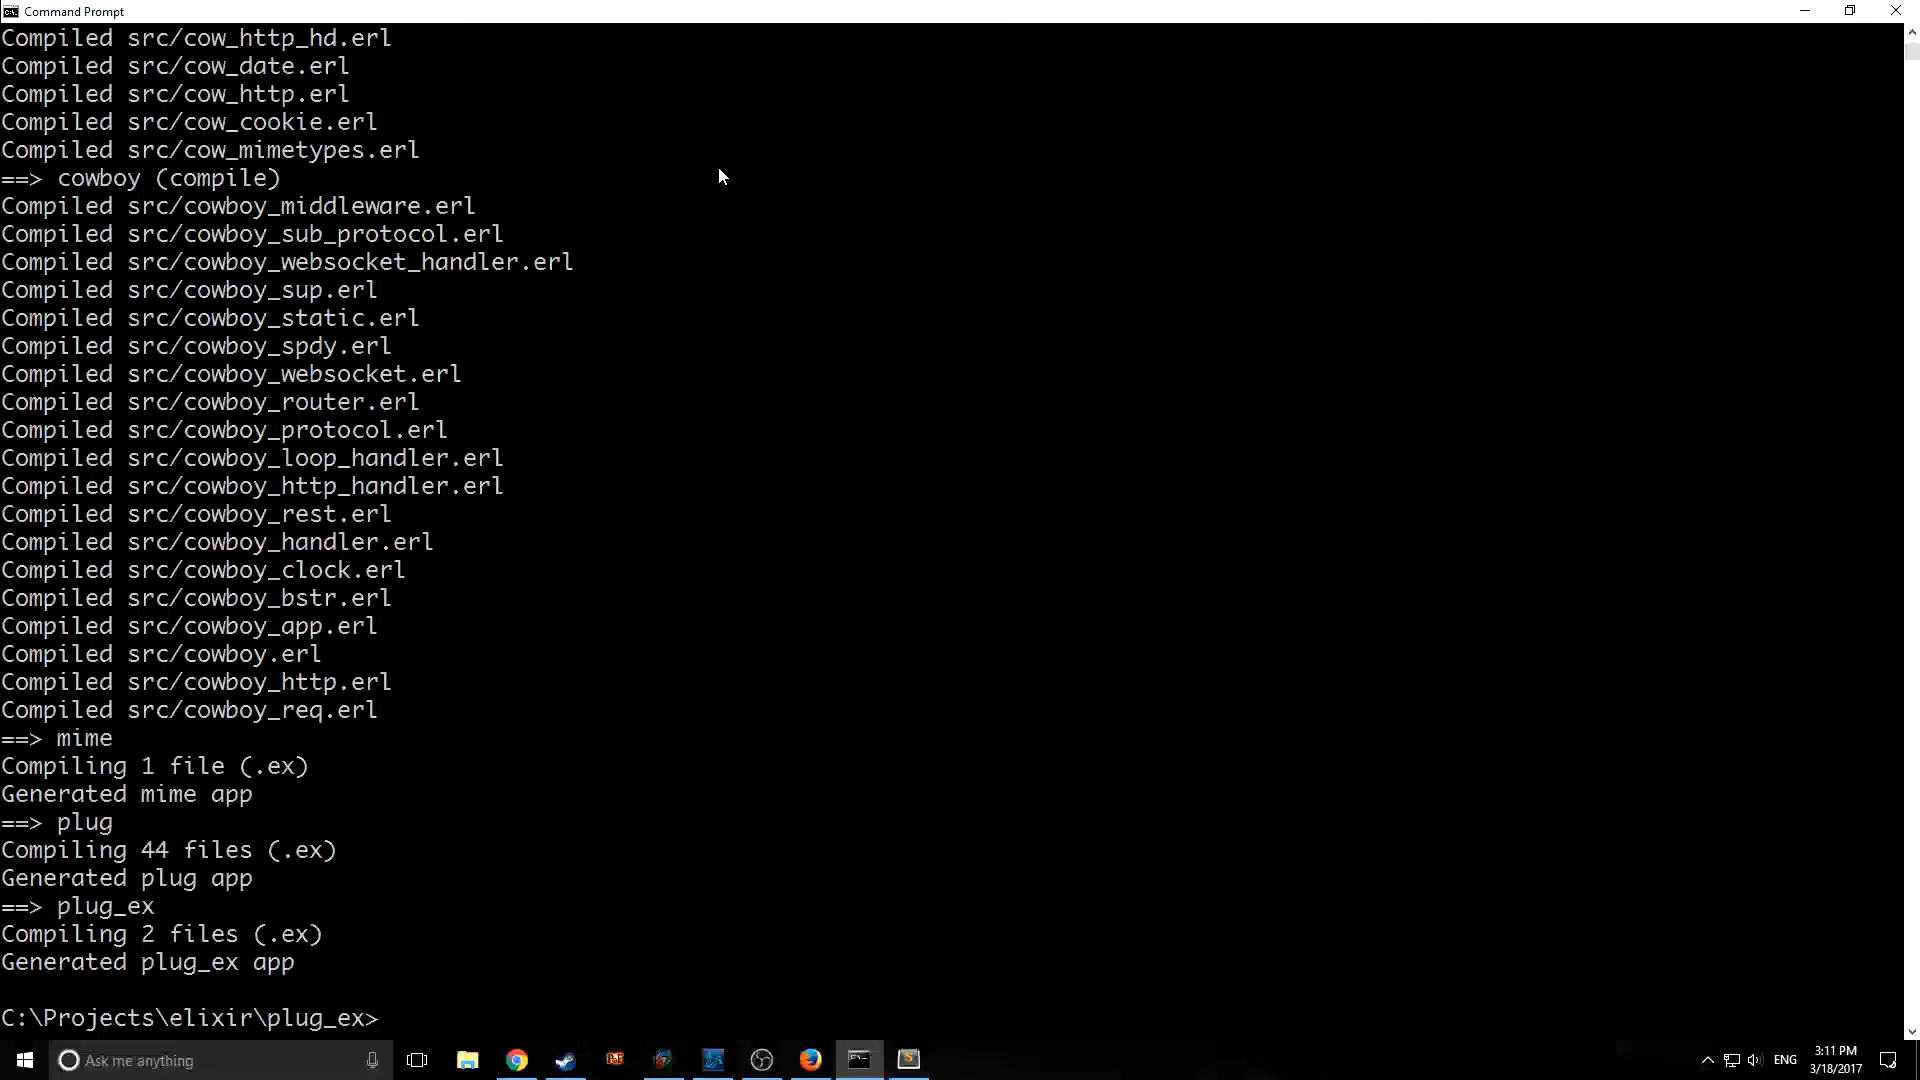 Command Prompt
Compiled src/cow_http_hd.erl
Compiled src/cow_date.erl
Compiled src/cow_http.erl
Compiled src/cow_cookie.erl
Compiled src/cow_mimetypes.erl
==> cowboy (compile)
Compiled src/cowboy_middleware.erl
Compiled src/cowboy_sub_protocol.erl
Compiled src/cowboy_websocket_handler.erl
Compiled src/cowboy_sup.erl
Compiled src/cowboy_static.erl
Compiled src/cowboy_spdy.erl
Compiled src/cowboy_websocket.erl
Compiled src/cowboy_router.erl
Compiled src/cowboy_protocol.erl
Compiled src/cowboy_loop_handler.erl
Compiled src/cowboy_http_handler.erl
Compiled src/cowboy_rest.erl
Compiled src/cowboy_handler.erl
Compiled src/cowboy_clock.erl
Compiled src/cowboy_bstr.erl
Compiled src/cowboy_app.erl
Compiled src/cowboy.erl
Compiled src/cowboy_http.erl
Compiled src/cowboy_req.erl
==> mime
Compiling 1 file (.ex)
Generated mime app
==> plug
Compiling 44 files (.ex)
Generated plug app
==> plug_ex
Compiling 2 files (.ex)
Generated plug_ex app
C:\Projects\elixir\plug_ex>
Ask me anything
ENG
3:11 PM
3/18/2017